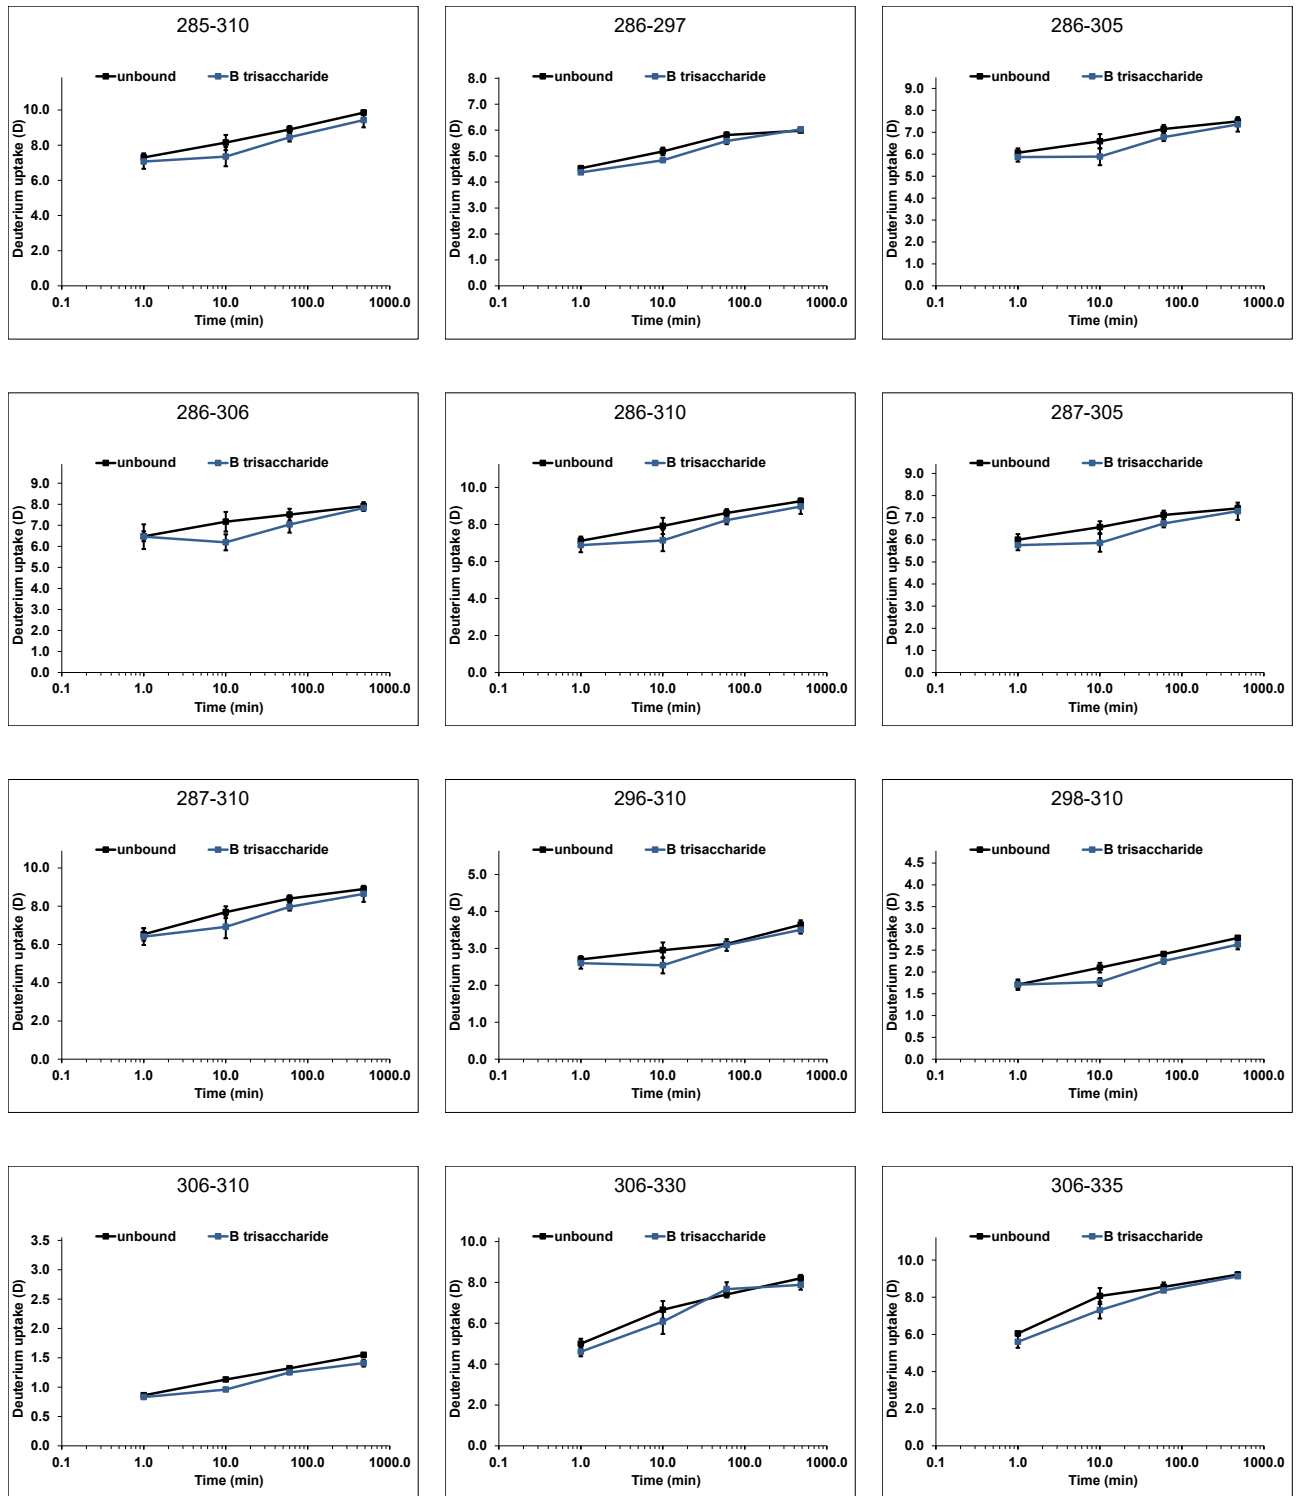 285-310
unbound B trisaccharide
Deuterium uptake (D)
10.0
8.0
6.0
4.0
2.0
0.0
0.1 1.0 10.0 100.0 1000.0
Time (min)
286-297
unbound B trisaccharide
Deuterium uptake (D)
8.0
7.0
6.0
5.0
4.0
3.0
2.0
1.0
0.0
0.1 1.0 10.0 100.0 1000.0
Time (min)
286-305
unbound B trisaccharide
Deuterium uptake (D)
9.0
8.0
7.0
6.0
5.0
4.0
3.0
2.0
1.0
0.0
0.1 1.0 10.0 100.0 1000.0
Time (min)
286-306
unbound B trisaccharide
Deuterium uptake (D)
9.0
8.0
7.0
6.0
5.0
4.0
3.0
2.0
1.0
0.0
0.1 1.0 10.0 100.0 1000.0
Time (min)
286-310
unbound B trisaccharide
Deuterium uptake (D)
10.0
8.0
6.0
4.0
2.0
0.0
0.1 1.0 10.0 100.0 1000.0
Time (min)
287-305
unbound B trisaccharide
Deuterium uptake (D)
9.0
8.0
7.0
6.0
5.0
4.0
3.0
2.0
1.0
0.0
0.1 1.0 10.0 100.0 1000.0
Time (min)
287-310
unbound B trisaccharide
Deuterium uptake (D)
10.0
8.0
6.0
4.0
2.0
0.0
0.1 1.0 10.0 100.0 1000.0
Time (min)
296-310
unbound B trisaccharide
Deuterium uptake (D)
5.0
4.0
3.0
2.0
1.0
0.0
0.1 1.0 10.0 100.0 1000.0
Time (min)
298-310
unbound B trisaccharide
Deuterium uptake (D)
4.5
4.0
3.5
3.0
2.5
2.0
1.5
1.0
0.5
0.0
0.1 1.0 10.0 100.0 1000.0
Time (min)
306-310
unbound B trisaccharide
Deuterium uptake (D)
3.5
3.0
2.5
2.0
1.5
1.0
0.5
0.0
0.1 1.0 10.0 100.0 1000.0
Time (min)
306-330
unbound B trisaccharide
Deuterium uptake (D)
10.0
8.0
6.0
4.0
2.0
0.0
0.1 1.0 10.0 100.0 1000.0
Time (min)
306-335
unbound B trisaccharide
Deuterium uptake (D)
10.0
8.0
6.0
4.0
2.0
0.0
0.1 1.0 10.0 100.0 1000.0
Time (min)